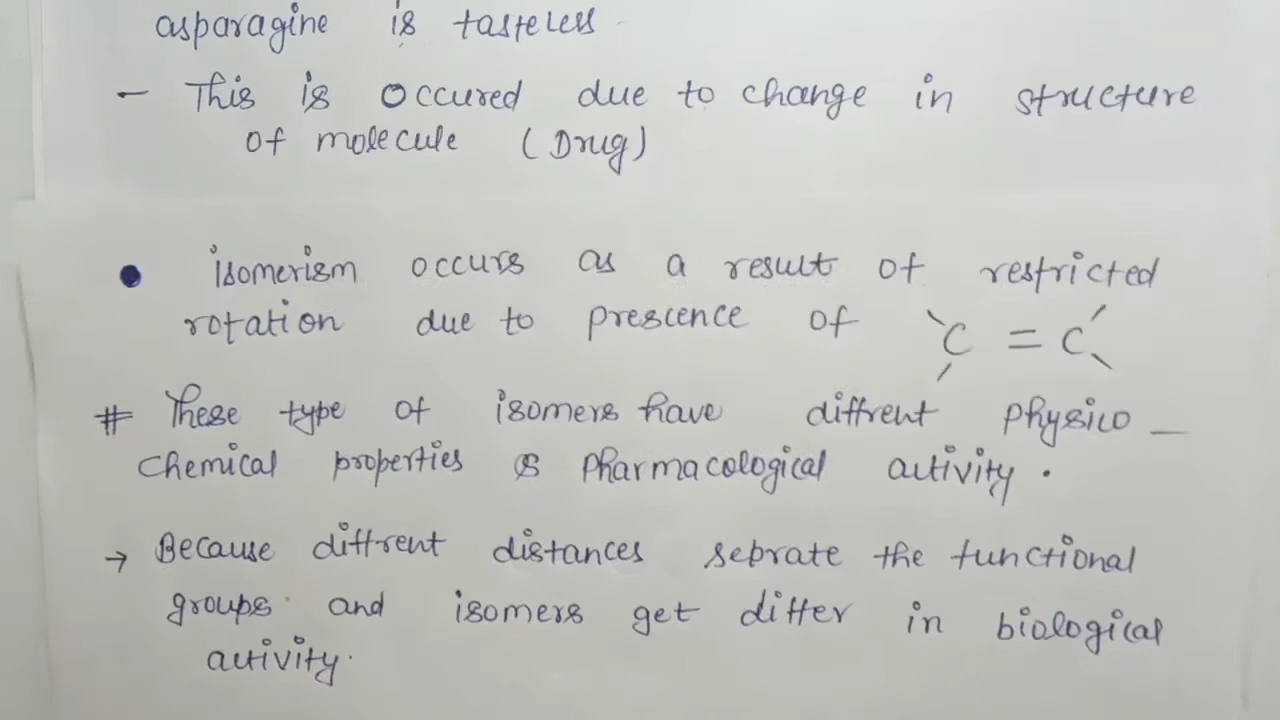 asparagine is tasteless
- This is Occured due to change in structure
of molecule (Drug)
• isomerism occurs as a result of restricted
rotation due to prescence of C = C
# These type of isomers have diffrent physico -
chemical properties & pharmacological activity .
→ Because diffrent distances seprate the functional
groups and isomers get differ in biological
activity.